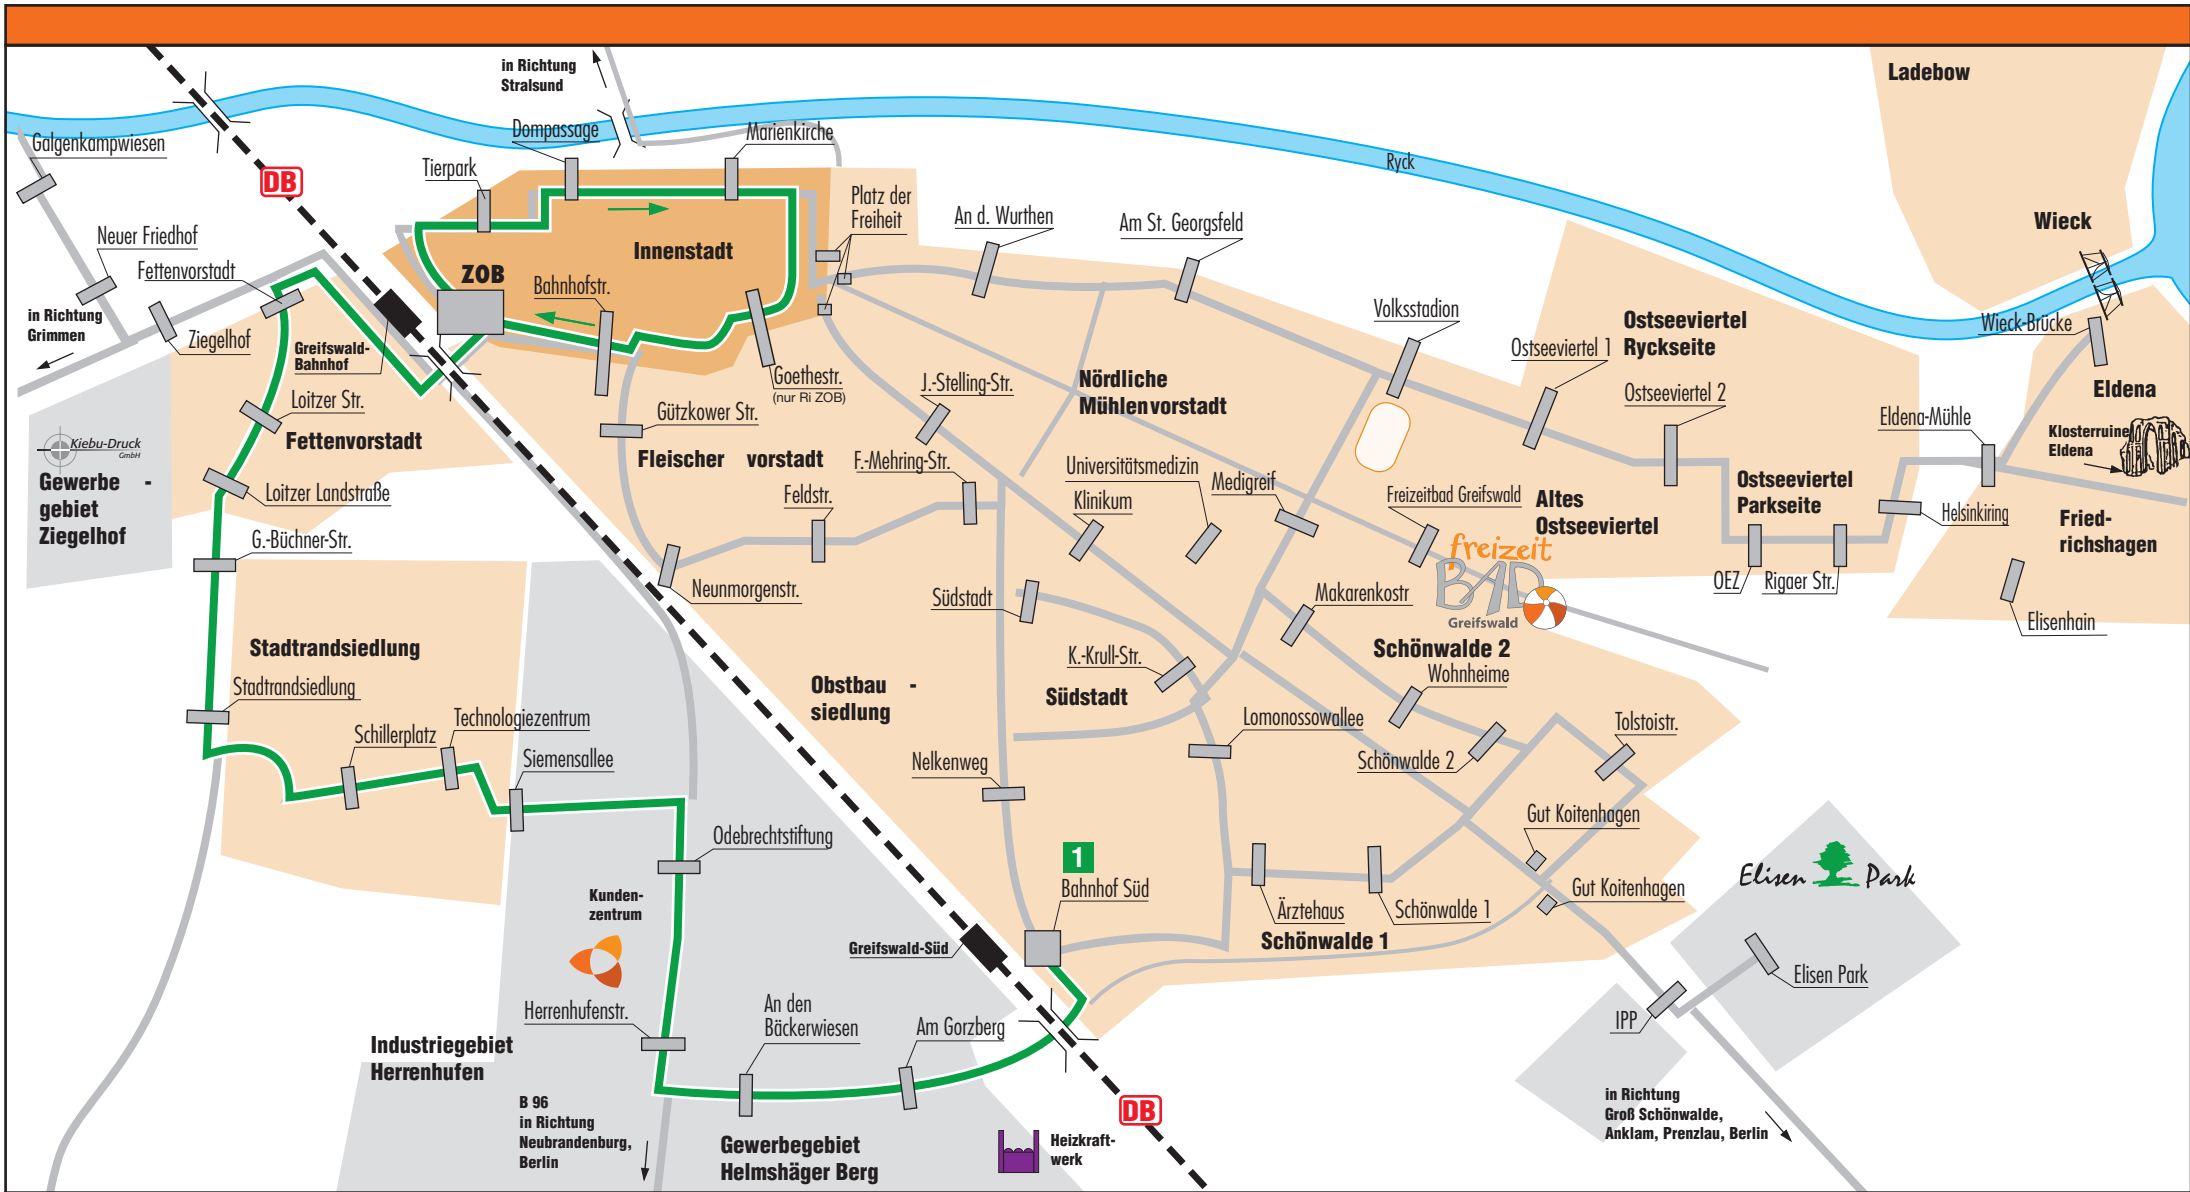 in Richtung
Stralsund
Ladebow
Galgenkampwiesen
Dompassage
Marienkirche
Tierpark
DB
Ryck
Platz der
Freiheit
An d. Wurthen
Am St. Georgsfeld
Wieck
Neuer Friedhof
Fettenvorstadt
Innenstadt
ZOB
Bahnhofstr.
in Richtung
Grimmen
Ziegelhof
Greifswald-
Bahnhof
Volksstadion
Ostseeviertel
Ryckseite
Wieck-Brücke
Ostseeviertel 1
Goethestr.
(nur Ri ZOB)
J.-Stelling-Str.
Nördliche
Mühlenvorstadt
Ostseeviertel 2
Eldena
Loitzer Str.
Gützkower Str.
Eldena-Mühle
Klosterruine
Eldena
Kiebu-Druck
GmbH
Fettenvorstadt
Fleischer vorstadt
F.-Mehring-Str.
Universitätsmedizin
Medigreif
Gewerbe -
gebiet
Ziegelhof
Loitzer Landstraße
Feldstr.
Klinikum
Freizeitbad Greifswald
Altes
Ostseeviertel
Ostseeviertel
Parkseite
Helsinkiring
Fried-
richshagen
G.-Büchner-Str.
freizeit
BAD
Greifswald
OEZ
Rigaer Str.
Neunmorgenstr.
Südstadt
Makarenkostr
Elisenhain
Stadtrandsiedlung
Schönwalde 2
K.-Krull-Str.
Wohnheime
Stadtrandsiedlung
Obstbau -
siedlung
Südstadt
Schillerplatz
Technologiezentrum
Lomonossowallee
Tolstoistr.
Siemensallee
Nelkenweg
Schönwalde 2
Odebrechtstiftung
Gut Koitenhagen
1
Bahnhof Süd
Elisen Park
Gut Koitenhagen
Kunden-
zentrum
Ärztehaus
Schönwalde 1
Greifswald-Süd
Schönwalde 1
Elisen Park
Herrenhufenstr.
An den
Bäckerwiesen
Am Gorzberg
IPP
Industriegebiet
Herrenhufen
B 96
in Richtung
Neubrandenburg,
Berlin
DB
in Richtung
Groß Schönwalde,
Anklam, Prenzlau, Berlin
Gewerbegebiet
Helmshäger Berg
Heizkraft-
werk